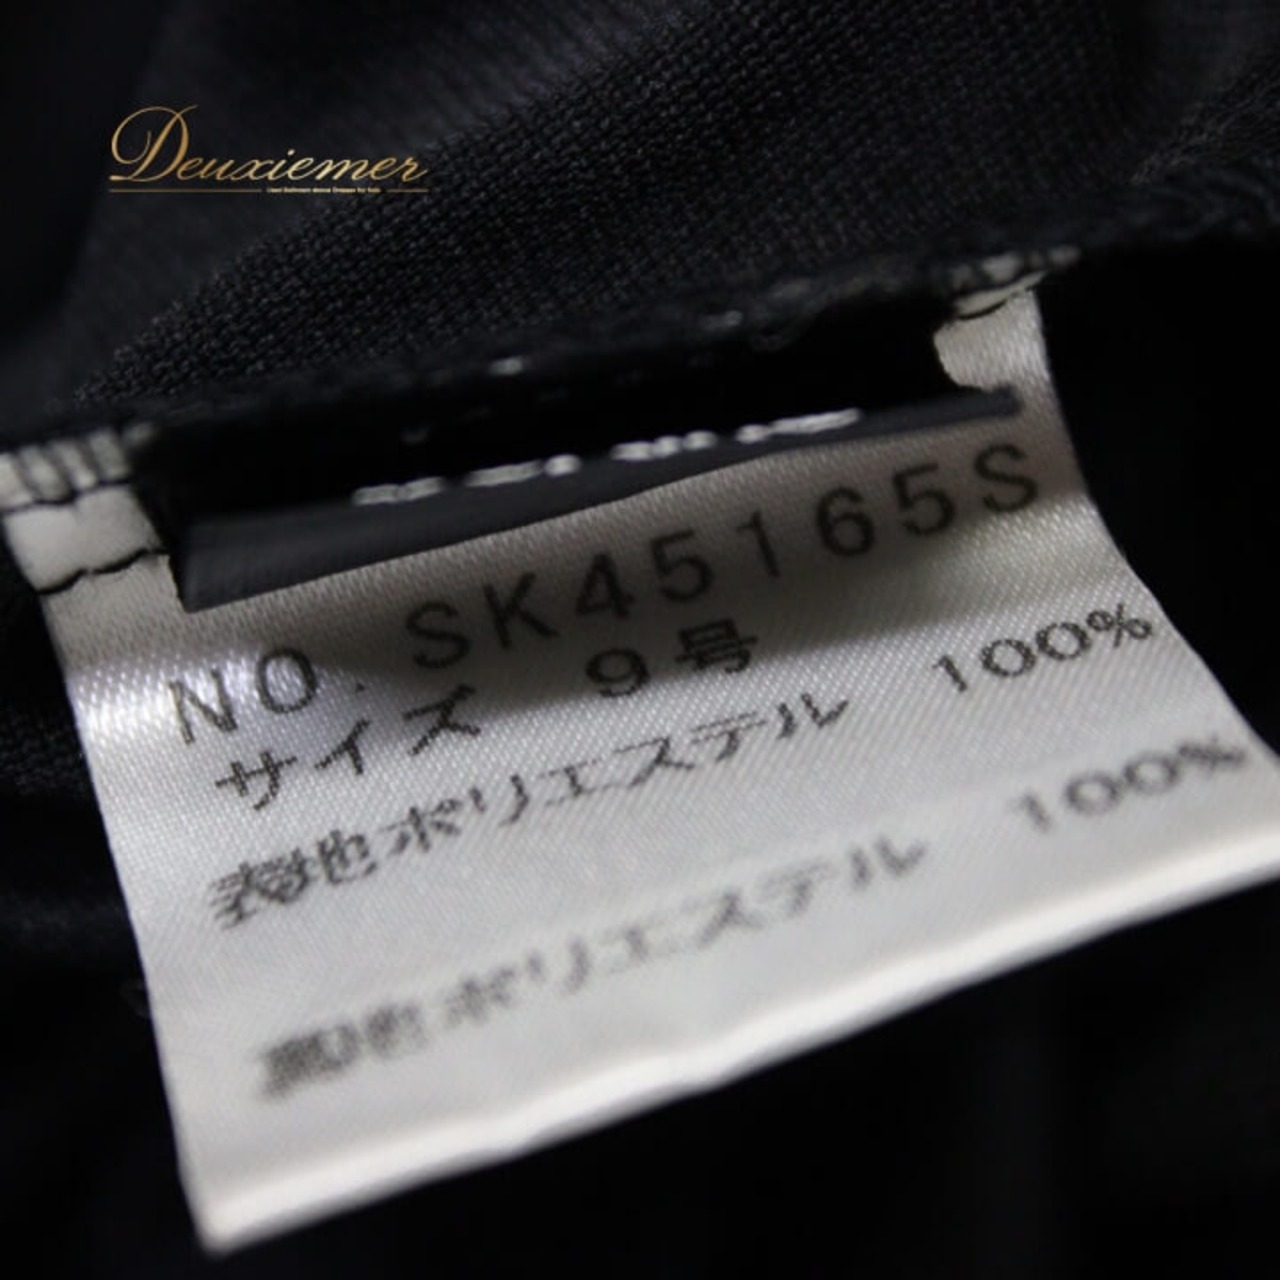 Deuxiemer
NO. SK45165S
サイズ 9号
表地ポリエステル 100%
裏地ポリエステル 100%